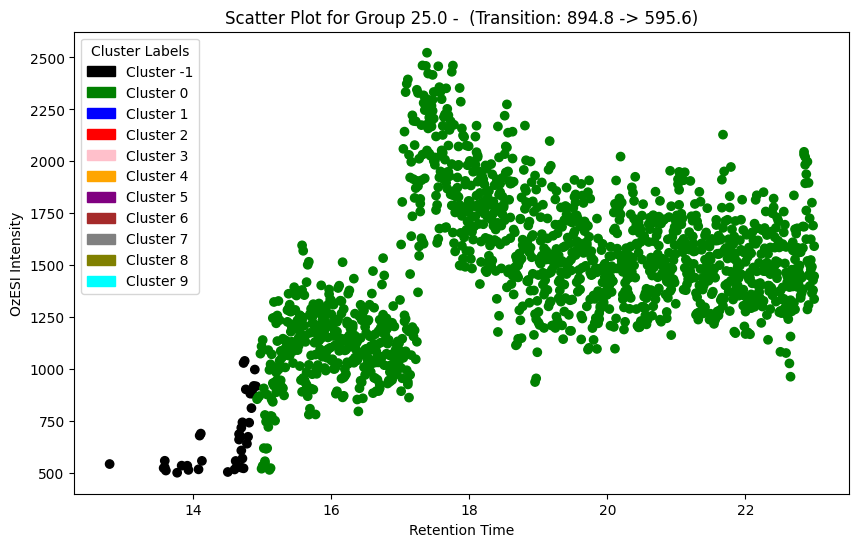 Scatter Plot for Group 25.0 -  (Transition: 894.8 -> 595.6)
Cluster Labels
Cluster -1
Cluster 0
Cluster 1
Cluster 2
Cluster 3
Cluster 4
Cluster 5
Cluster 6
Cluster 7
Cluster 8
Cluster 9
OzESI Intensity
2500
2250
2000
1750
1500
1250
1000
750
500
14 16 18 20 22
Retention Time